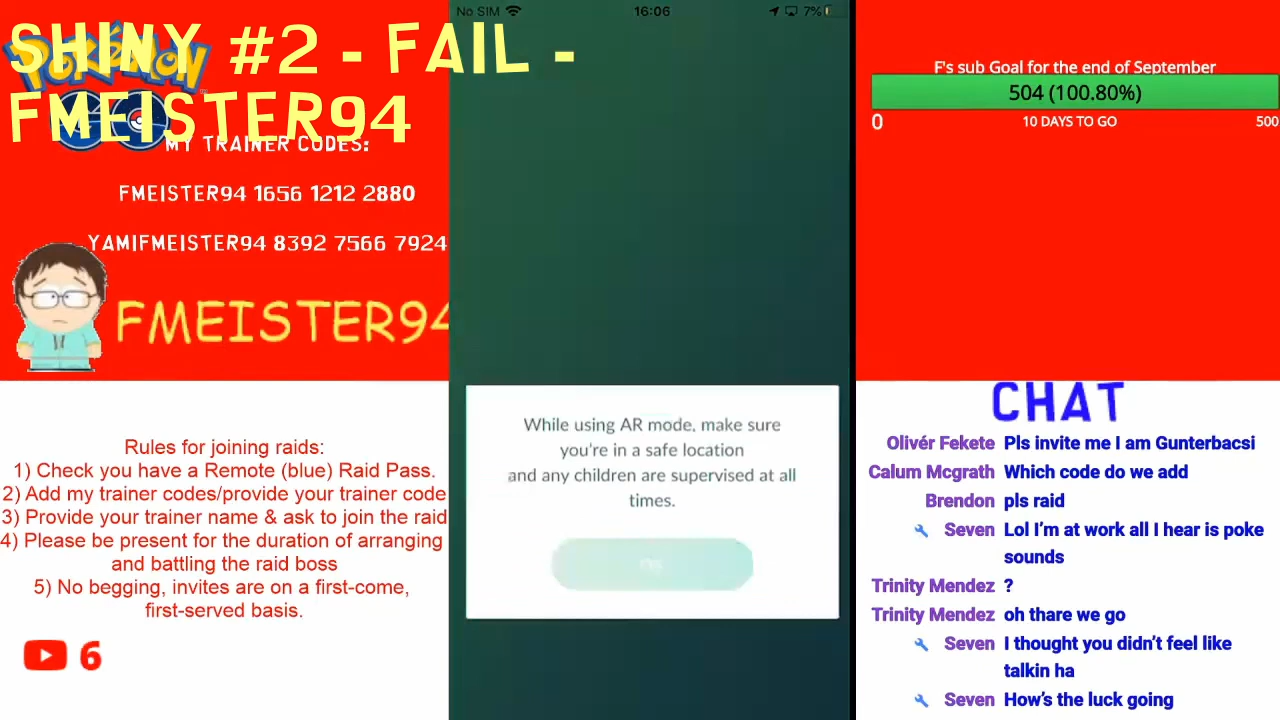 SHINY #2 - FAIL -
FMEISTER94
POKéMON
GO
MY TRAINER CODES:
FMEISTER94 1656 1212 2880
YAMIFMEISTER94 8392 7566 7924
FMEISTER94
Rules for joining raids:
1) Check you have a Remote (blue) Raid Pass.
2) Add my trainer codes/provide your trainer code
3) Provide your trainer name & ask to join the raid
4) Please be present for the duration of arranging
and battling the raid boss
5) No begging, invites are on a first-come,
first-served basis.
6
No SIM 16:06 7%
While using AR mode, make sure
you're in a safe location
and any children are supervised at all
times.
F's sub Goal for the end of September
504 (100.80%)
0 10 DAYS TO GO 500
CHAT
Olivér Fekete Pls invite me I am Gunterbacsi
Calum Mcgrath Which code do we add
Brendon pls raid
Seven Lol I'm at work all I hear is poke
sounds
Trinity Mendez ?
Trinity Mendez oh thare we go
Seven I thought you didn't feel like
talkin ha
Seven How's the luck going